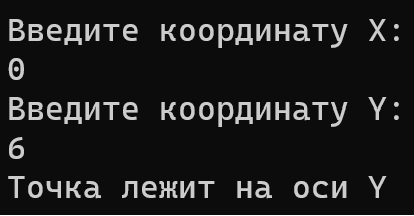 Введите координату X:
0
Введите координату Y:
6
Точка лежит на оси Y